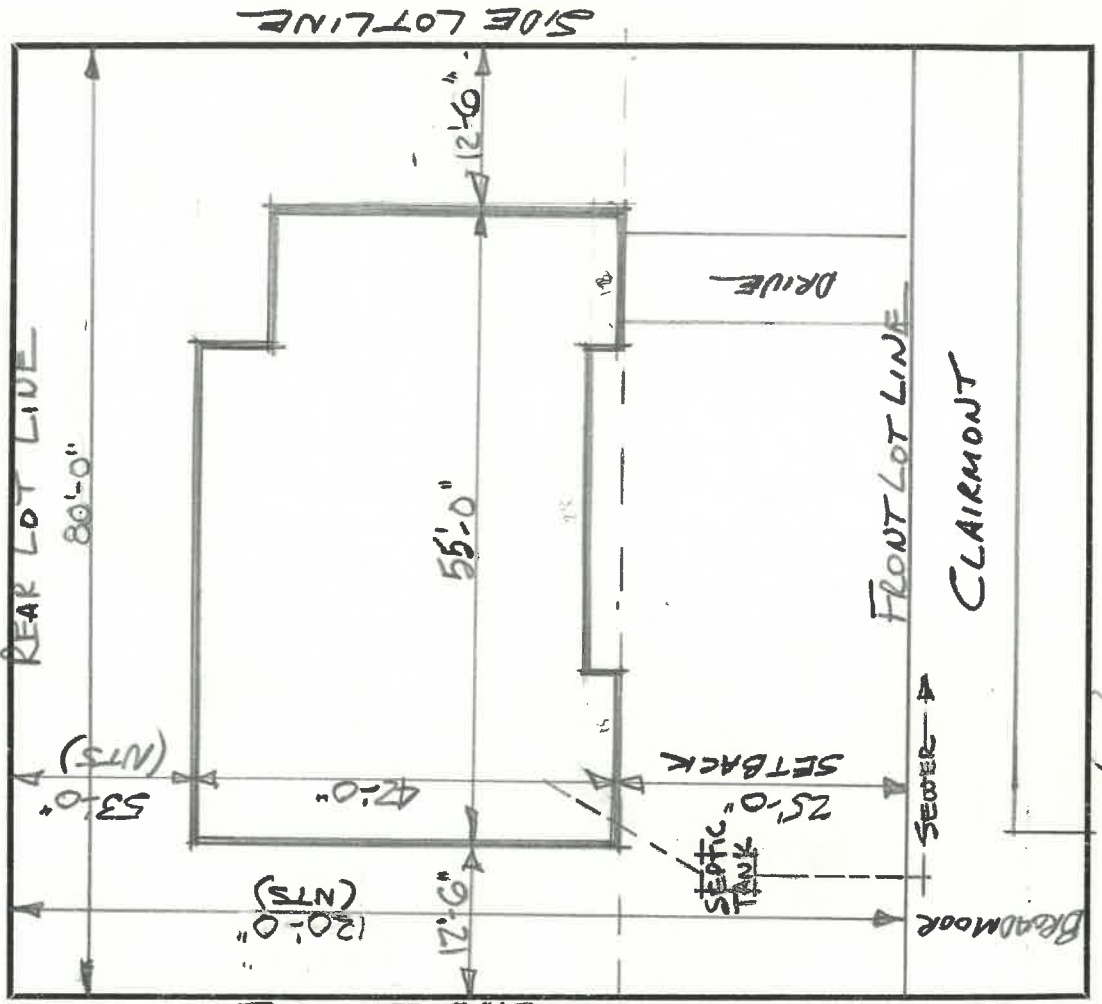 SIDE LOT LINE
12'-6"
REAR LOT LINE
80'-0"
DRIVE
55'-0"
FRONT LOT LINE
CLAIRMONT
53'-0"
(NTS)
42'-0"
25'-0"
SETBACK
SEWER
SEPTIC
TANK
120'-0"
(NTS)
12'-6"
BROADMOOR